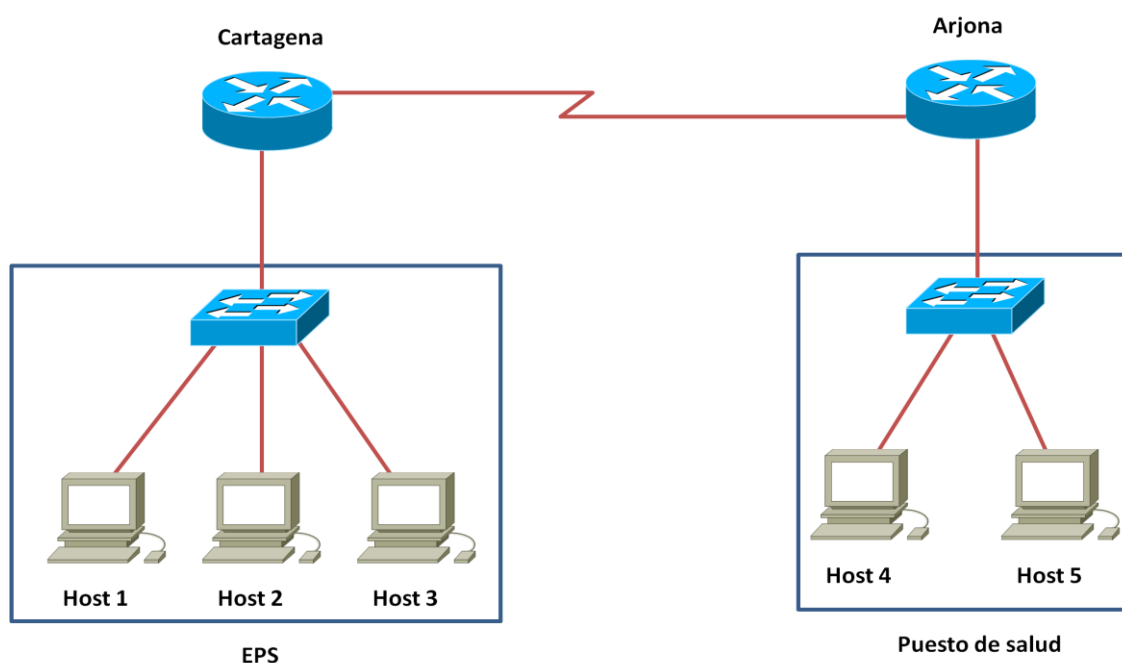 Cartagena
Arjona
Host 1
Host 2
Host 3
Host 4
Host 5
EPS
Puesto de salud